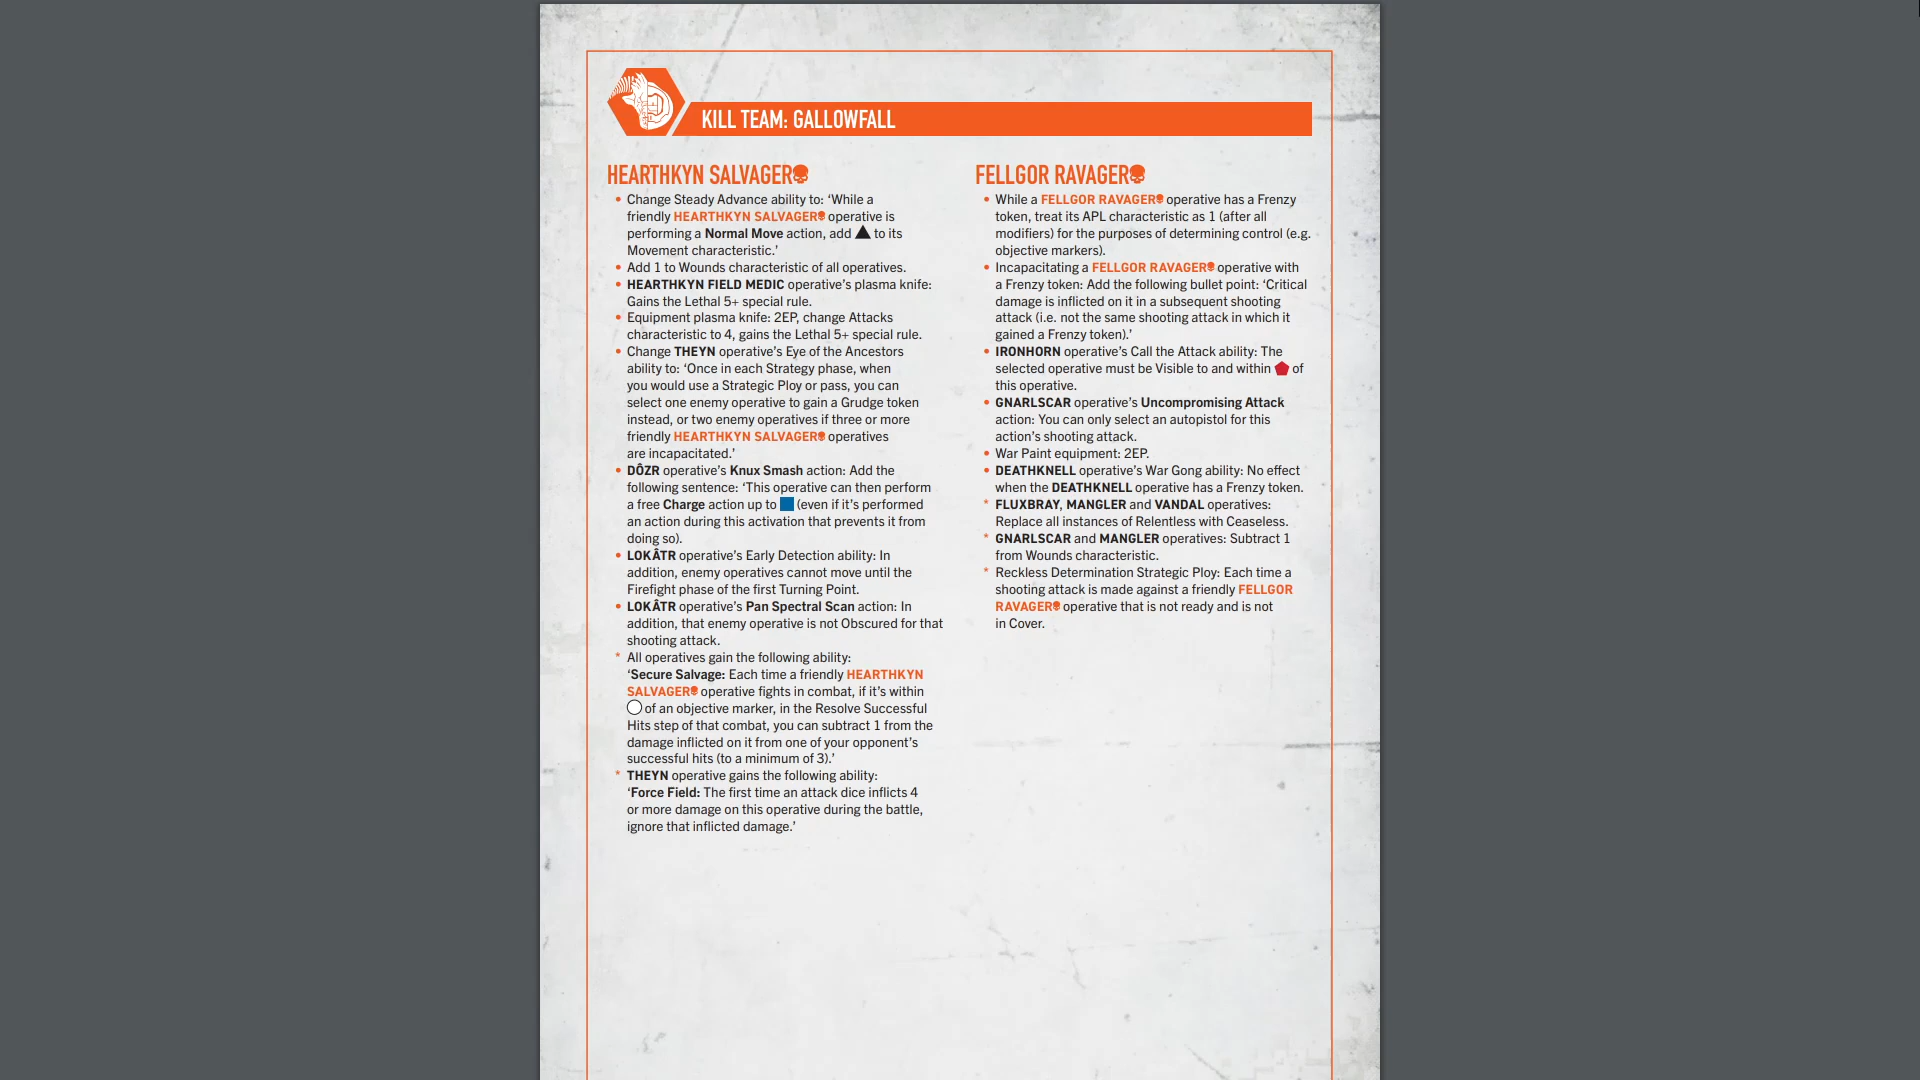 KILL TEAM: GALLOWFALL
HEARTHKYN SALVAGER
• Change Steady Advance ability to: ‘While a
friendly HEARTHKYN SALVAGER operative is
performing a Normal Move action, add ▲ to its
Movement characteristic.’
• Add 1 to Wounds characteristic of all operatives.
• HEARTHKYN FIELD MEDIC operative’s plasma knife:
Gains the Lethal 5+ special rule.
• Equipment plasma knife: 2EP, change Attacks
characteristic to 4, gains the Lethal 5+ special rule.
• Change THEYN operative’s Eye of the Ancestors
ability to: ‘Once in each Strategy phase, when
you would use a Strategic Ploy or pass, you can
select one enemy operative to gain a Grudge token
instead, or two enemy operatives if three or more
friendly HEARTHKYN SALVAGER operatives
are incapacitated.’
• DÔZR operative’s Knux Smash action: Add the
following sentence: ‘This operative can then perform
a free Charge action up to ■ (even if it’s performed
an action during this activation that prevents it from
doing so).
• LOKÂTR operative’s Early Detection ability: In
addition, enemy operatives cannot move until the
Firefight phase of the first Turning Point.
• LOKÂTR operative’s Pan Spectral Scan action: In
addition, that enemy operative is not Obscured for that
shooting attack.
* All operatives gain the following ability:
‘Secure Salvage: Each time a friendly HEARTHKYN
SALVAGER operative fights in combat, if it’s within
○ of an objective marker, in the Resolve Successful
Hits step of that combat, you can subtract 1 from the
damage inflicted on it from one of your opponent’s
successful hits (to a minimum of 3).’
* THEYN operative gains the following ability:
‘Force Field: The first time an attack dice inflicts 4
or more damage on this operative during the battle,
ignore that inflicted damage.’
FELLGOR RAVAGER
• While a FELLGOR RAVAGER operative has a Frenzy
token, treat its APL characteristic as 1 (after all
modifiers) for the purposes of determining control (e.g.
objective markers).
• Incapacitating a FELLGOR RAVAGER operative with
a Frenzy token: Add the following bullet point: ‘Critical
damage is inflicted on it in a subsequent shooting
attack (i.e. not the same shooting attack in which it
gained a Frenzy token).’
• IRONHORN operative’s Call the Attack ability: The
selected operative must be Visible to and within ⬟ of
this operative.
• GNARLSCAR operative’s Uncompromising Attack
action: You can only select an autopistol for this
action’s shooting attack.
• War Paint equipment: 2EP.
• DEATHKNELL operative’s War Gong ability: No effect
when the DEATHKNELL operative has a Frenzy token.
* FLUXBRAY, MANGLER and VANDAL operatives:
Replace all instances of Relentless with Ceaseless.
* GNARLSCAR and MANGLER operatives: Subtract 1
from Wounds characteristic.
* Reckless Determination Strategic Ploy: Each time a
shooting attack is made against a friendly FELLGOR
RAVAGER operative that is not ready and is not
in Cover.